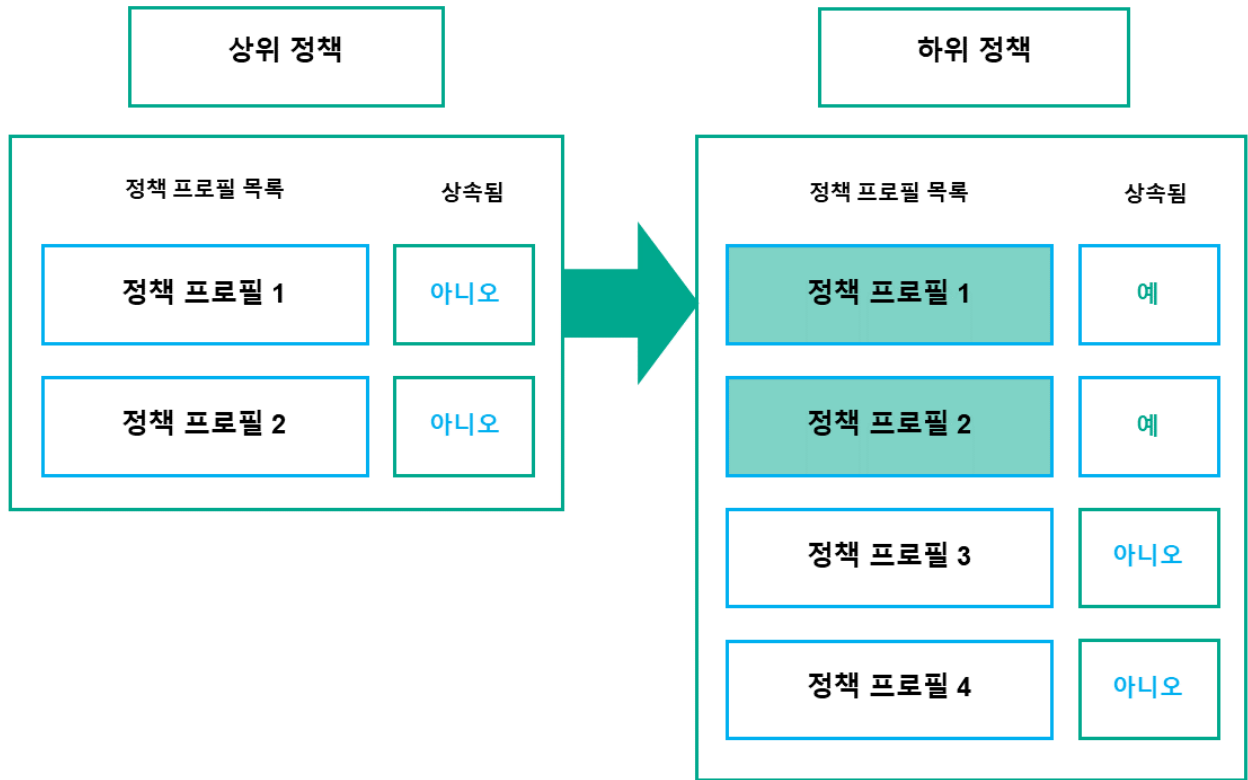 상위 정책
정책 프로필 목록
상속됨
정책 프로필 1
아니오
정책 프로필 2
아니오
하위 정책
정책 프로필 목록
상속됨
정책 프로필 1
예
정책 프로필 2
예
정책 프로필 3
아니오
정책 프로필 4
아니오